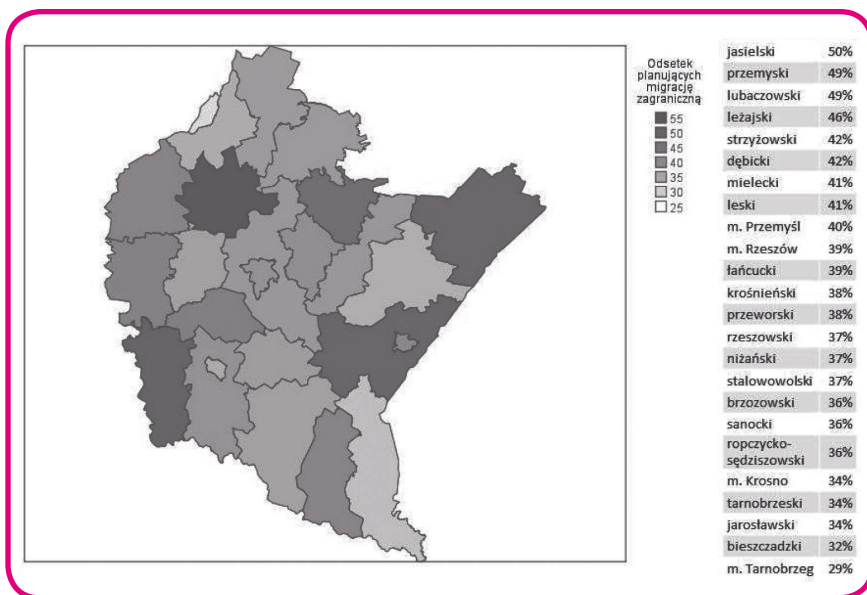 Odsetek
planujących
migrację
zagraniczną
55
50
45
40
35
30
25
jasielski 50%
przemyski 49%
lubaczowski 49%
leżajski 46%
strzyżowski 42%
dębicki 42%
mielecki 41%
leski 41%
m. Przemyśl 40%
m. Rzeszów 39%
łańcucki 39%
krośnieński 38%
przeworski 38%
rzeszowski 37%
niżański 37%
stalowowolski 37%
brzozowski 36%
sanocki 36%
ropczycko-
sędziszowski 36%
m. Krosno 34%
tarnobrzeski 34%
jarosławski 34%
bieszczadzki 32%
m. Tarnobrzeg 29%